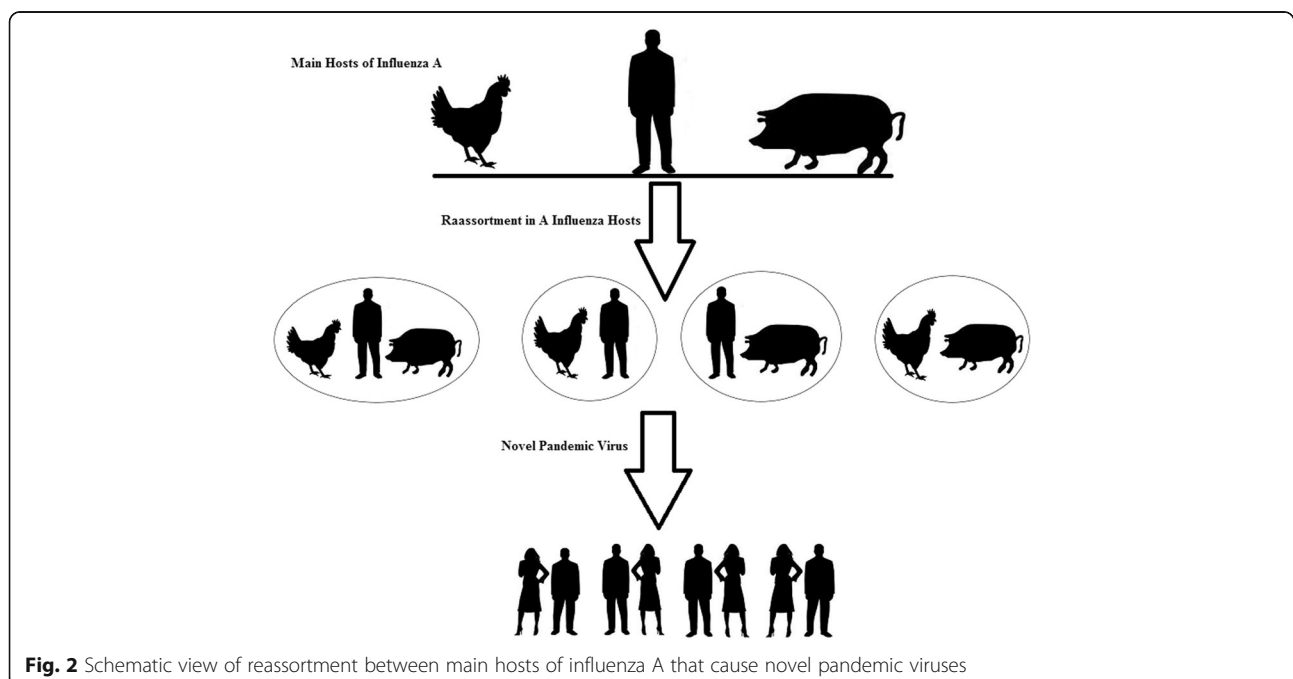 Main Hosts of Influenza A
Raassortment in A Influenza Hosts
Novel Pandemic Virus
Fig. 2 Schematic view of reassortment between main hosts of influenza A that cause novel pandemic viruses